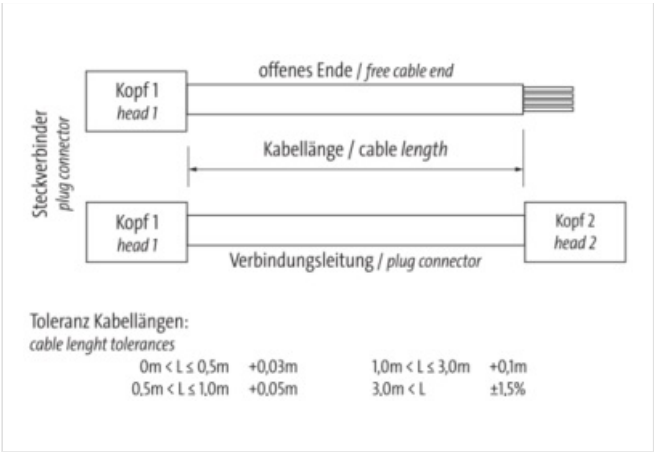 offenes Ende / free cable end
Kopf 1
head 1
Steckverbinder
plug connector
Kabellänge / cable length
Kopf 1
head 1
Kopf 2
head 2
Verbindungsleitung / plug connector
Toleranz Kabellängen:
cable lenght tolerances
0m < L ≤ 0,5m +0,03m 1,0m < L ≤ 3,0m +0,1m
0,5m < L ≤ 1,0m +0,05m 3,0m < L ±1,5%